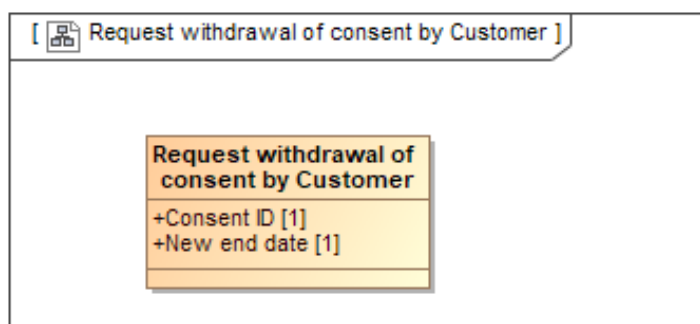 [ Request withdrawal of consent by Customer ]
Request withdrawal of
consent by Customer
+Consent ID [1]
+New end date [1]